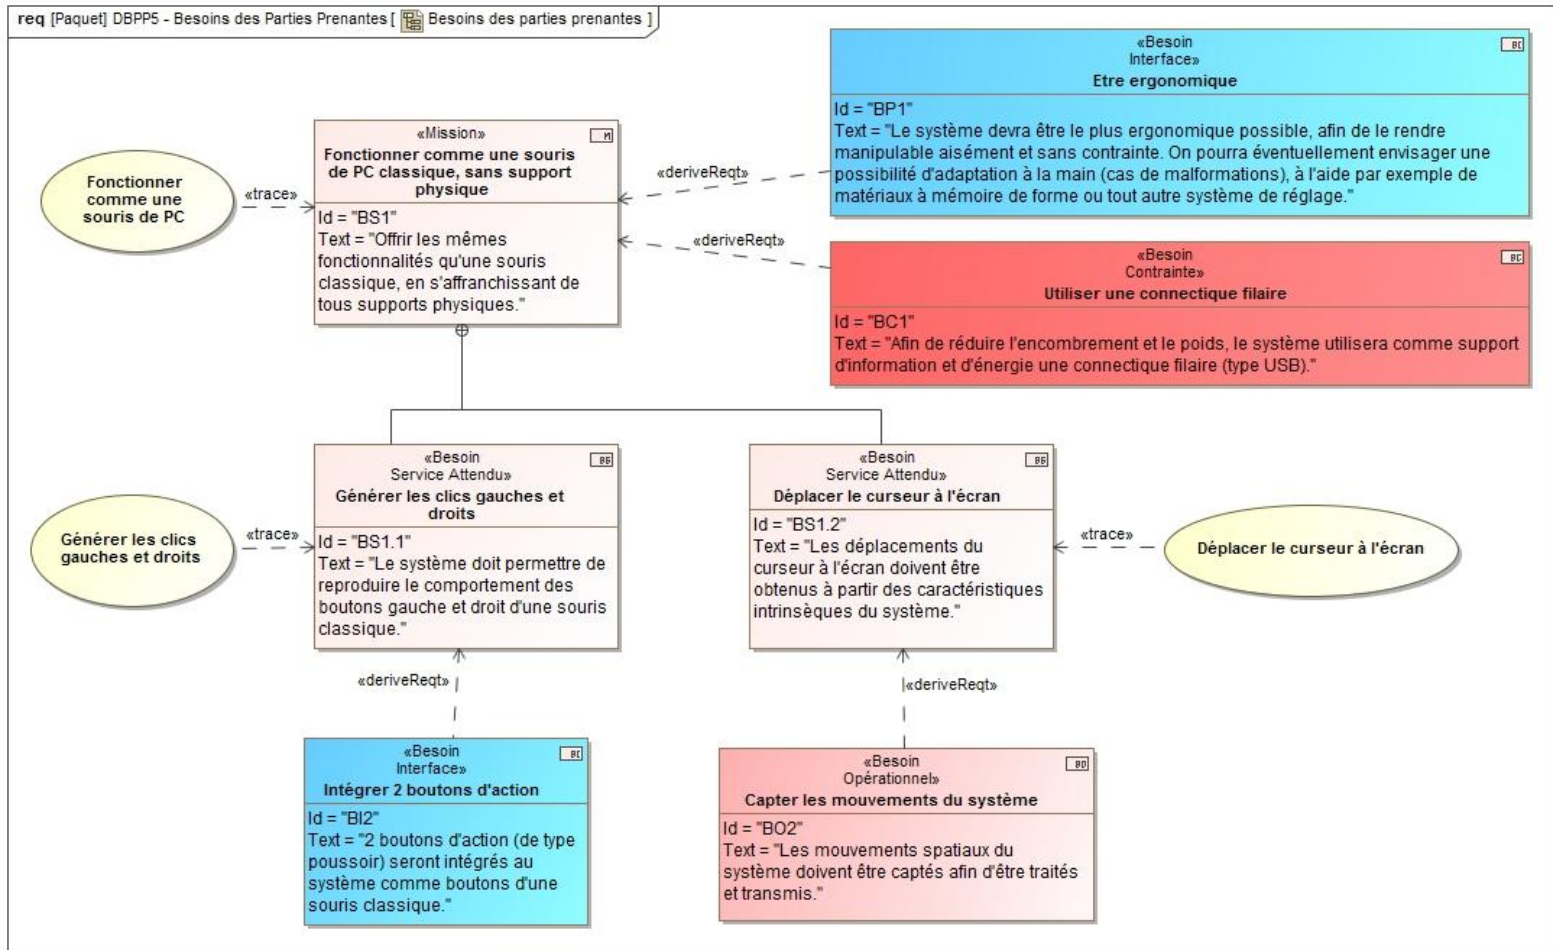 req [Paquet] DBPP5 - Besoins des Parties Prenantes [ Besoins des parties prenantes ]
«Besoin
Interface»
Etre ergonomique
Id = "BP1"
Text = "Le système devra être le plus ergonomique possible, afin de le rendre
manipulable aisément et sans contrainte. On pourra éventuellement envisager une
possibilité d'adaptation à la main (cas de malformations), à l'aide par exemple de
matériaux à mémoire de forme ou tout autre système de réglage."
«Mission»
M
Fonctionner comme une souris
de PC classique, sans support
physique
Id = "BS1"
Text = "Offrir les mêmes
fonctionnalités qu'une souris
classique, en s'affranchissant de
tous supports physiques."
Fonctionner
comme une
souris de PC
«trace»
«deriveReqt»
«deriveReqt»
«Besoin
Contrainte»
BC
Utiliser une connectique filaire
Id = "BC1"
Text = "Afin de réduire l'encombrement et le poids, le système utilisera comme support
d'information et d'énergie une connectique filaire (type USB)."
«Besoin
Service Attendu»
Générer les clics gauches et
droits
Id = "BS1.1"
Text = "Le système doit permettre de
reproduire le comportement des
boutons gauche et droit d'une souris
classique."
Générer les clics
gauches et droits
«trace»
«Besoin
Service Attendu»
Déplacer le curseur à l'écran
Id = "BS1.2"
Text = "Les déplacements du
curseur à l'écran doivent être
obtenus à partir des caractéristiques
intrinsèques du système."
«trace»
Déplacer le curseur à l'écran
«deriveReqt»
«deriveReqt»
«Besoin
Interface»
Intégrer 2 boutons d'action
Id = "BI2"
Text = "2 boutons d'action (de type
poussoir) seront intégrés au
système comme boutons d'une
souris classique."
«Besoin
Opérationnel»
BO
Capter les mouvements du système
Id = "BO2"
Text = "Les mouvements spatiaux du
système doivent être captés afin d'être traités
et transmis."